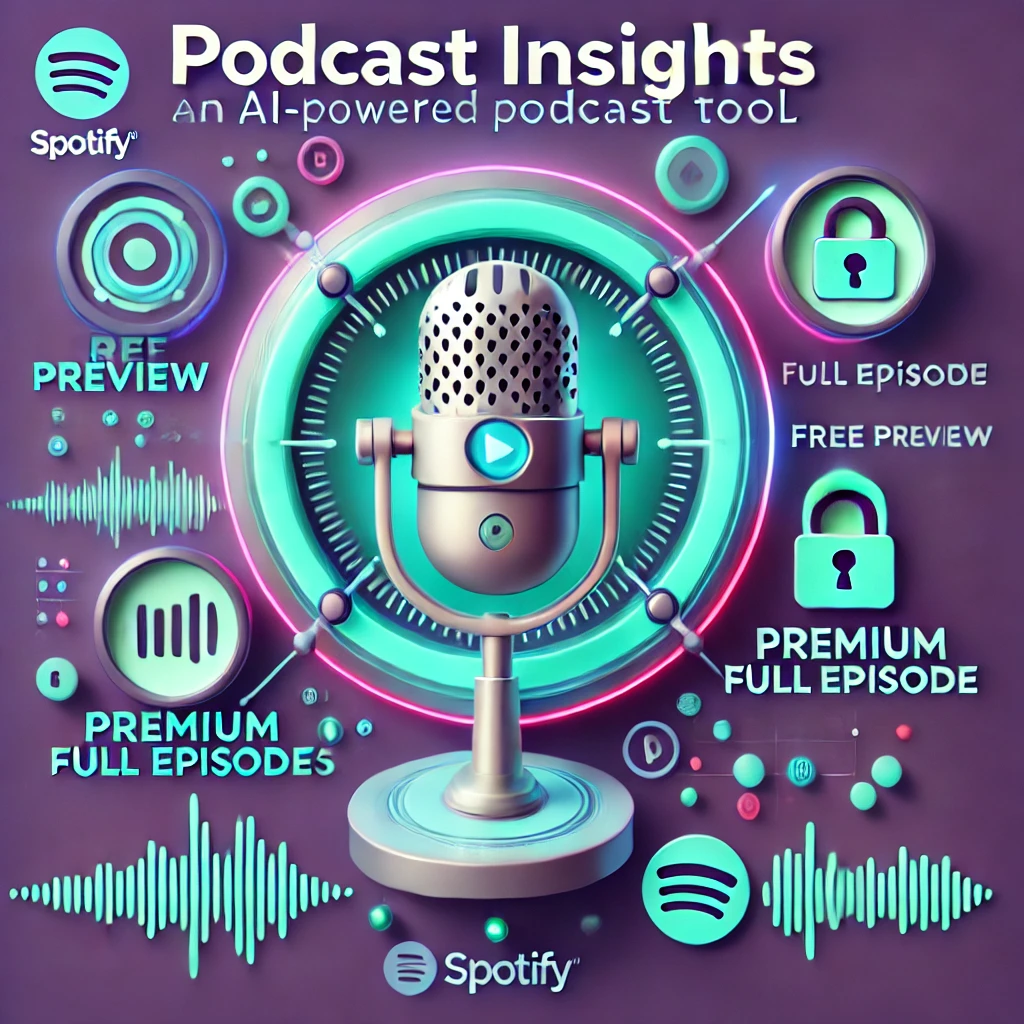 Podcast Insights
an AI-powered podcast tool
Spotify
PREVIEW
FULL EPiSODE
FREE PREVIEW
PREMIUM
FULL EPISODE
PREMIUM
FULL EPISODES
Spotify